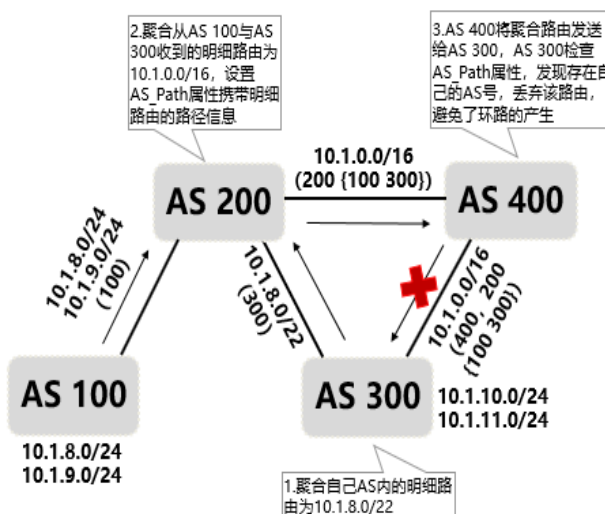 2.聚合从AS 100与AS
300收到的明细路由为
10.1.0.0/16，设置
AS_Path属性携带明细
路由的路径信息
3.AS 400将聚合路由发送
给AS 300，AS 300检查
AS_Path属性，发现存在自
己的AS号，丢弃该路由，
避免了环路的产生
10.1.0.0/16
(200 {100 300})
AS 200
AS 400
10.1.8.0/24
10.1.9.0/24
(100)
10.1.8.0/22
(300)
10.1.0.0/16
(400，200
{100 300})
AS 100
AS 300
10.1.10.0/24
10.1.11.0/24
10.1.8.0/24
10.1.9.0/24
1.聚合自己AS内的明细路
由为10.1.8.0/22